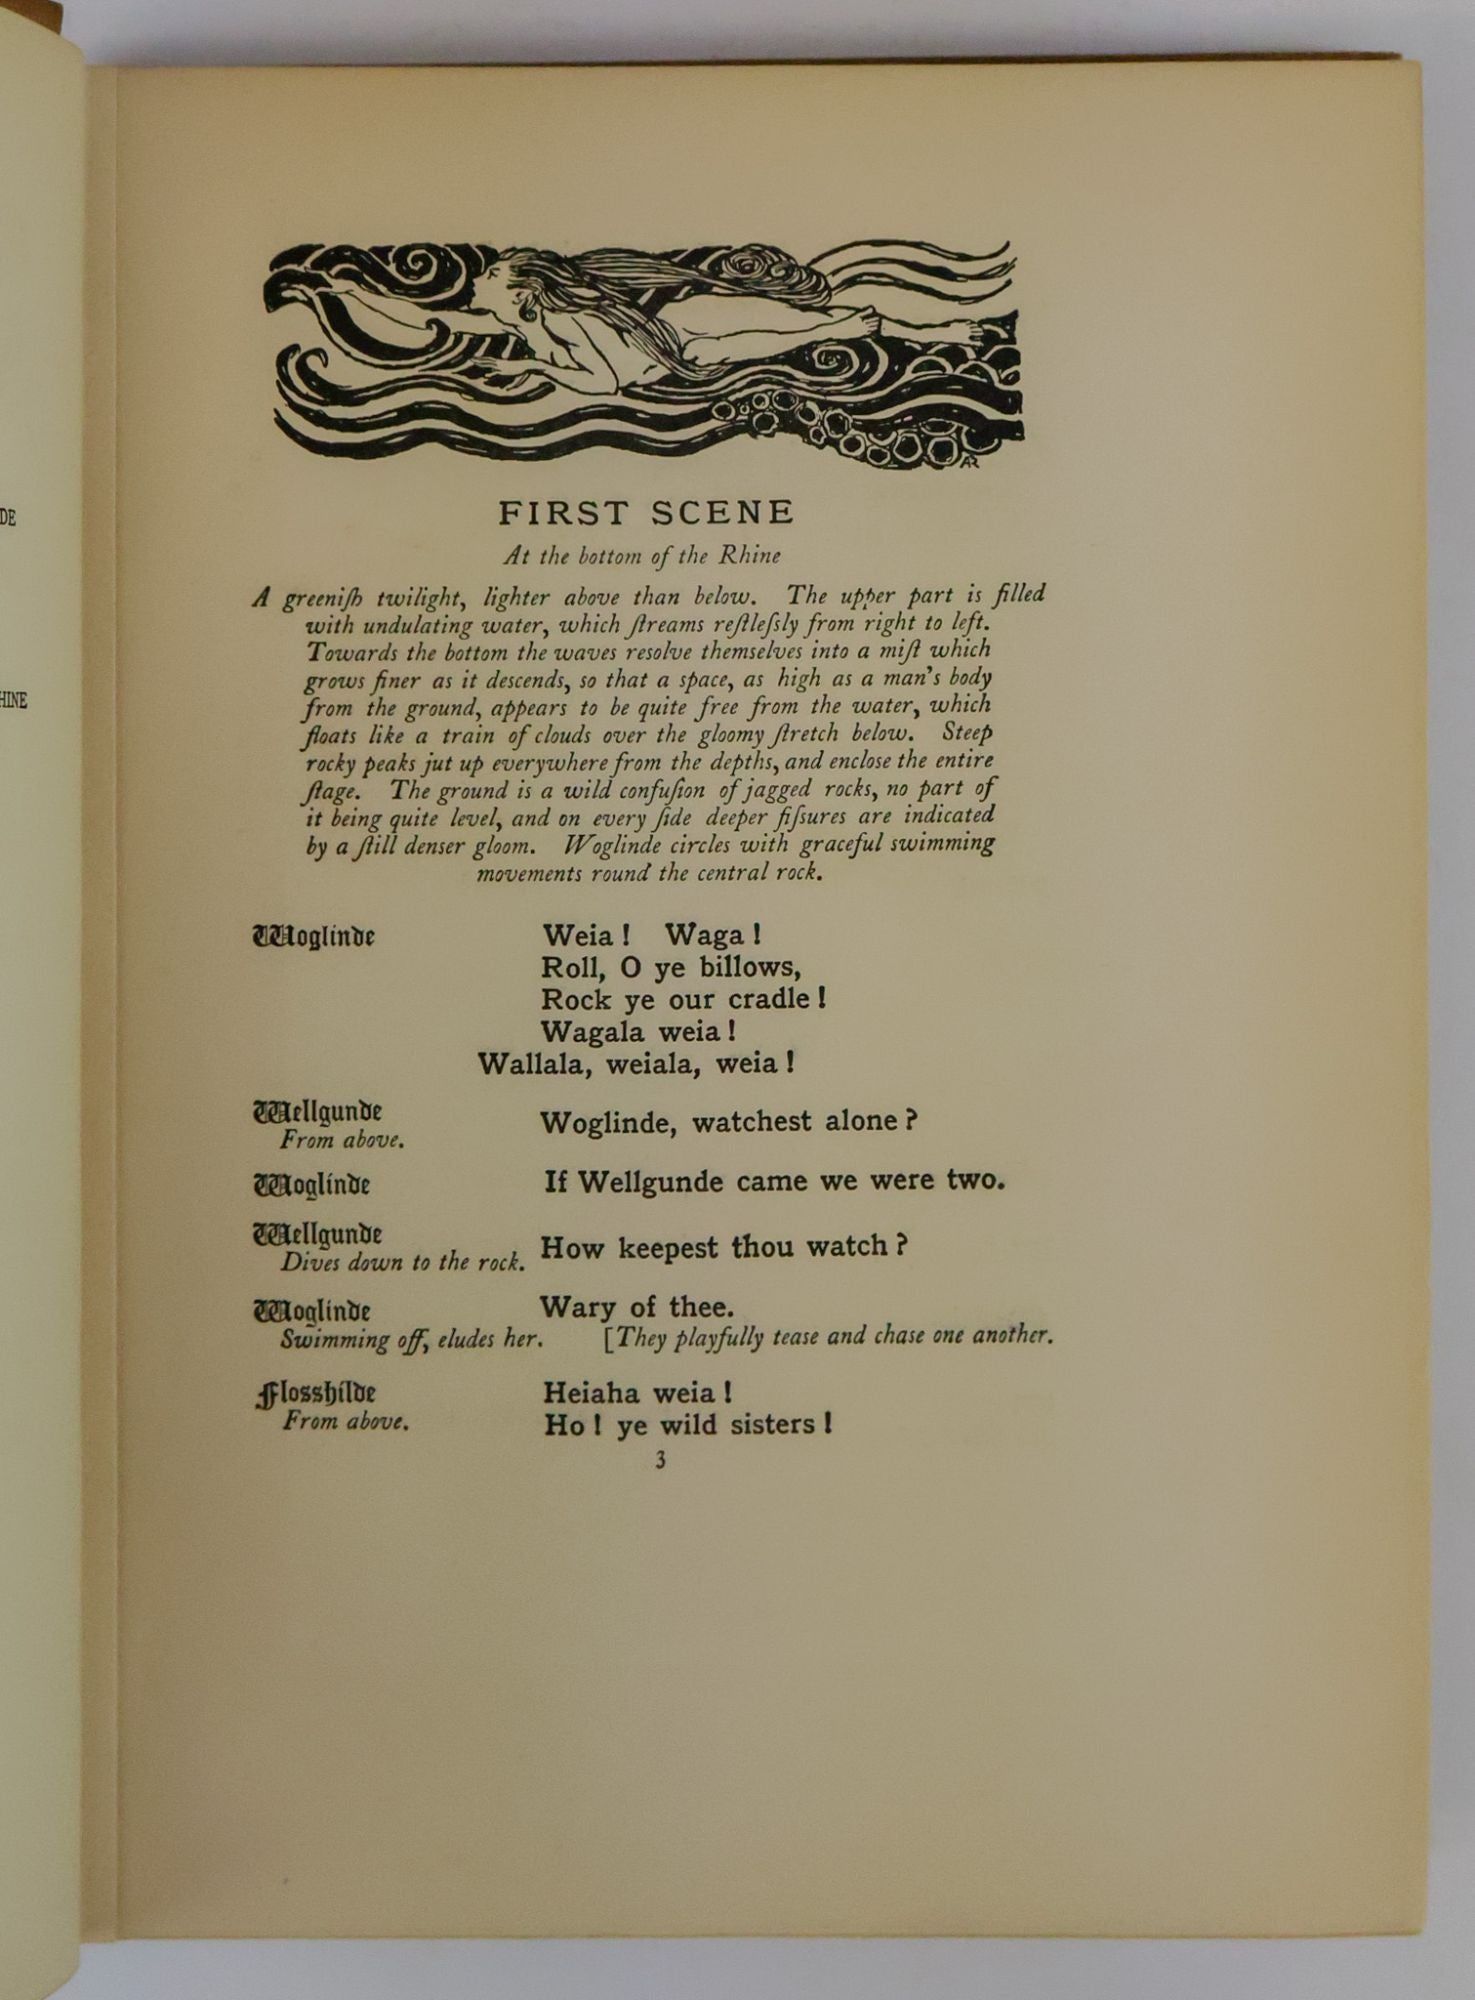 DE
HINE
AR
FIRST SCENE
At the bottom of the Rhine
A greeniſh twilight, lighter above than below. The upper part is filled
with undulating water, which ſtreams reſtleſsly from right to left.
Towards the bottom the waves resolve themselves into a miſt which
grows finer as it descends, so that a space, as high as a man's body
from the ground, appears to be quite free from the water, which
floats like a train of clouds over the gloomy ſtretch below. Steep
rocky peaks jut up everywhere from the depths, and enclose the entire
ſtage. The ground is a wild confuſion of jagged rocks, no part of
it being quite level, and on every ſide deeper fiſsures are indicated
by a ſtill denser gloom. Woglinde circles with graceful swimming
movements round the central rock.
Woglinde Weia! Waga!
Roll, O ye billows,
Rock ye our cradle!
Wagala weia!
Wallala, weiala, weia!
Wellgunde Woglinde, watchest alone?
From above.
Woglinde If Wellgunde came we were two.
Wellgunde How keepest thou watch?
Dives down to the rock.
Woglinde Wary of thee.
Swimming off, eludes her. [They playfully tease and chase one another.
Flosshilde Heiaha weia!
From above. Ho! ye wild sisters!
3